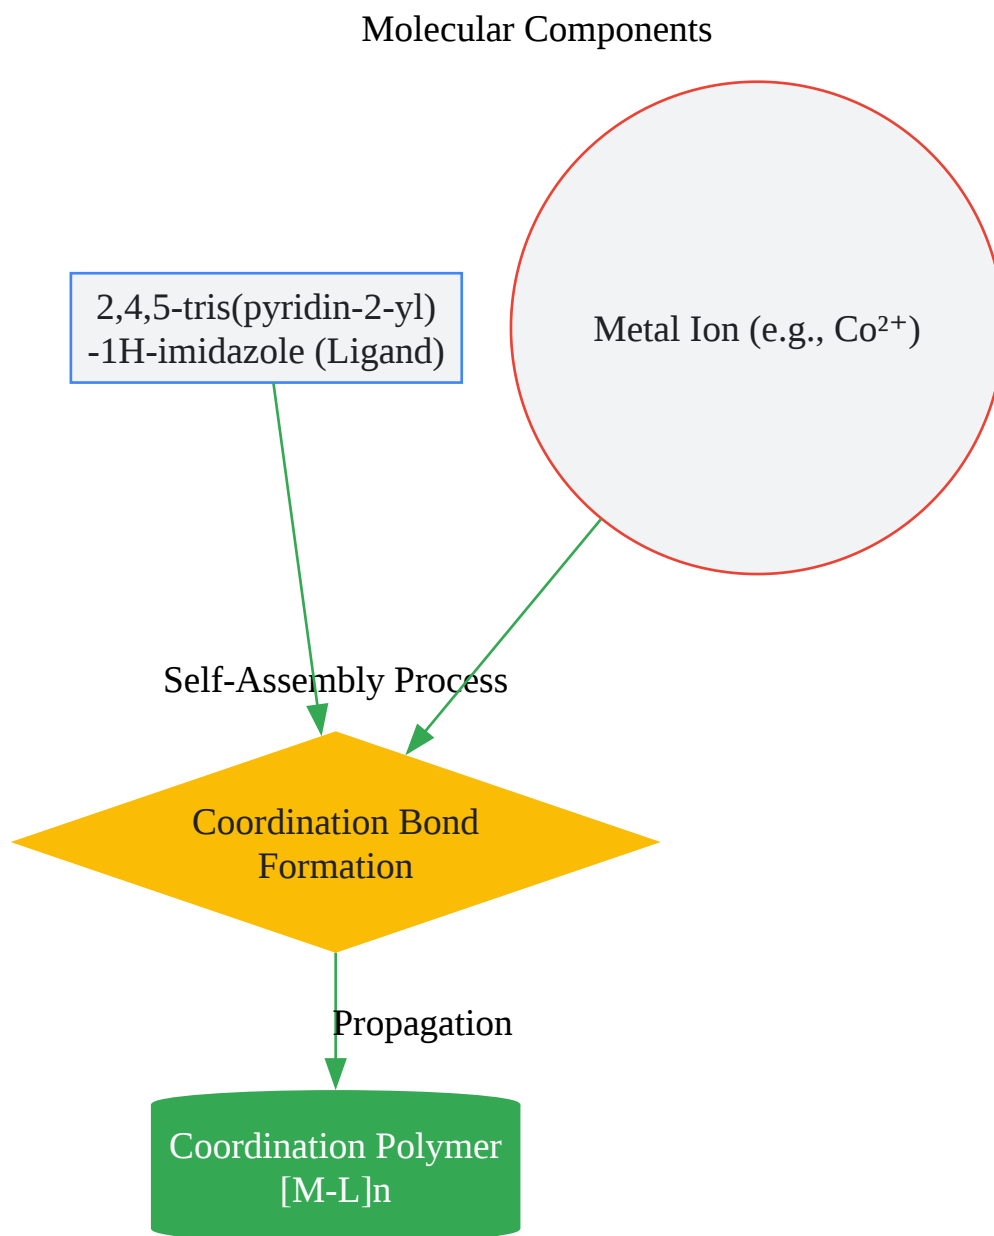 Molecular Components
2,4,5-tris(pyridin-2-yl)
-1H-imidazole (Ligand)
Metal Ion (e.g., Co²⁺)
Self-Assembly Process
Coordination Bond
Formation
Propagation
Coordination Polymer
[M-L]n